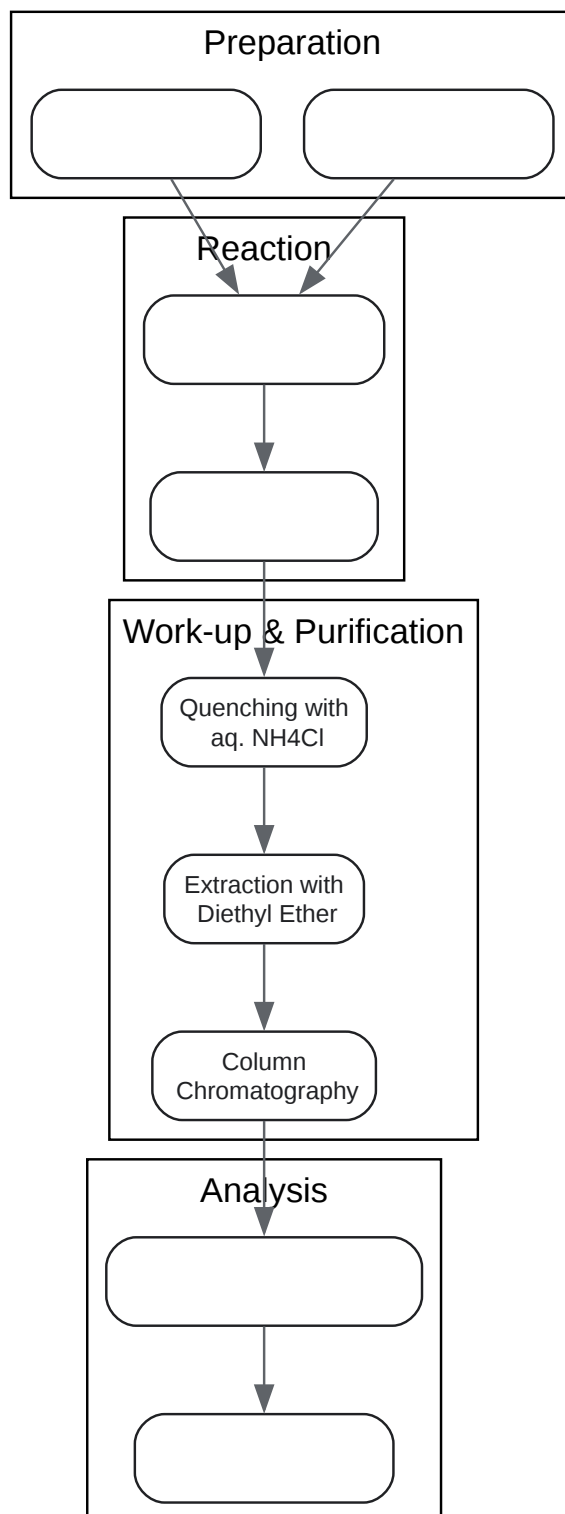 Preparation
Reaction
Work-up & Purification
Quenching with
aq. NH4Cl
Extraction with
Diethyl Ether
Column
Chromatography
Analysis